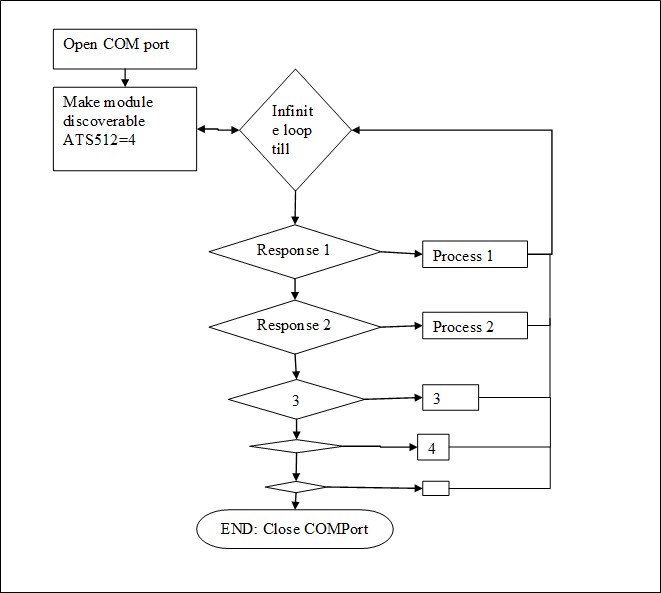 Open COM port
Make module
discoverable
ATS512=4
Infinit
e loop
till
Response 1
Process 1
Response 2
Process 2
3
3
4
END: Close COMPort